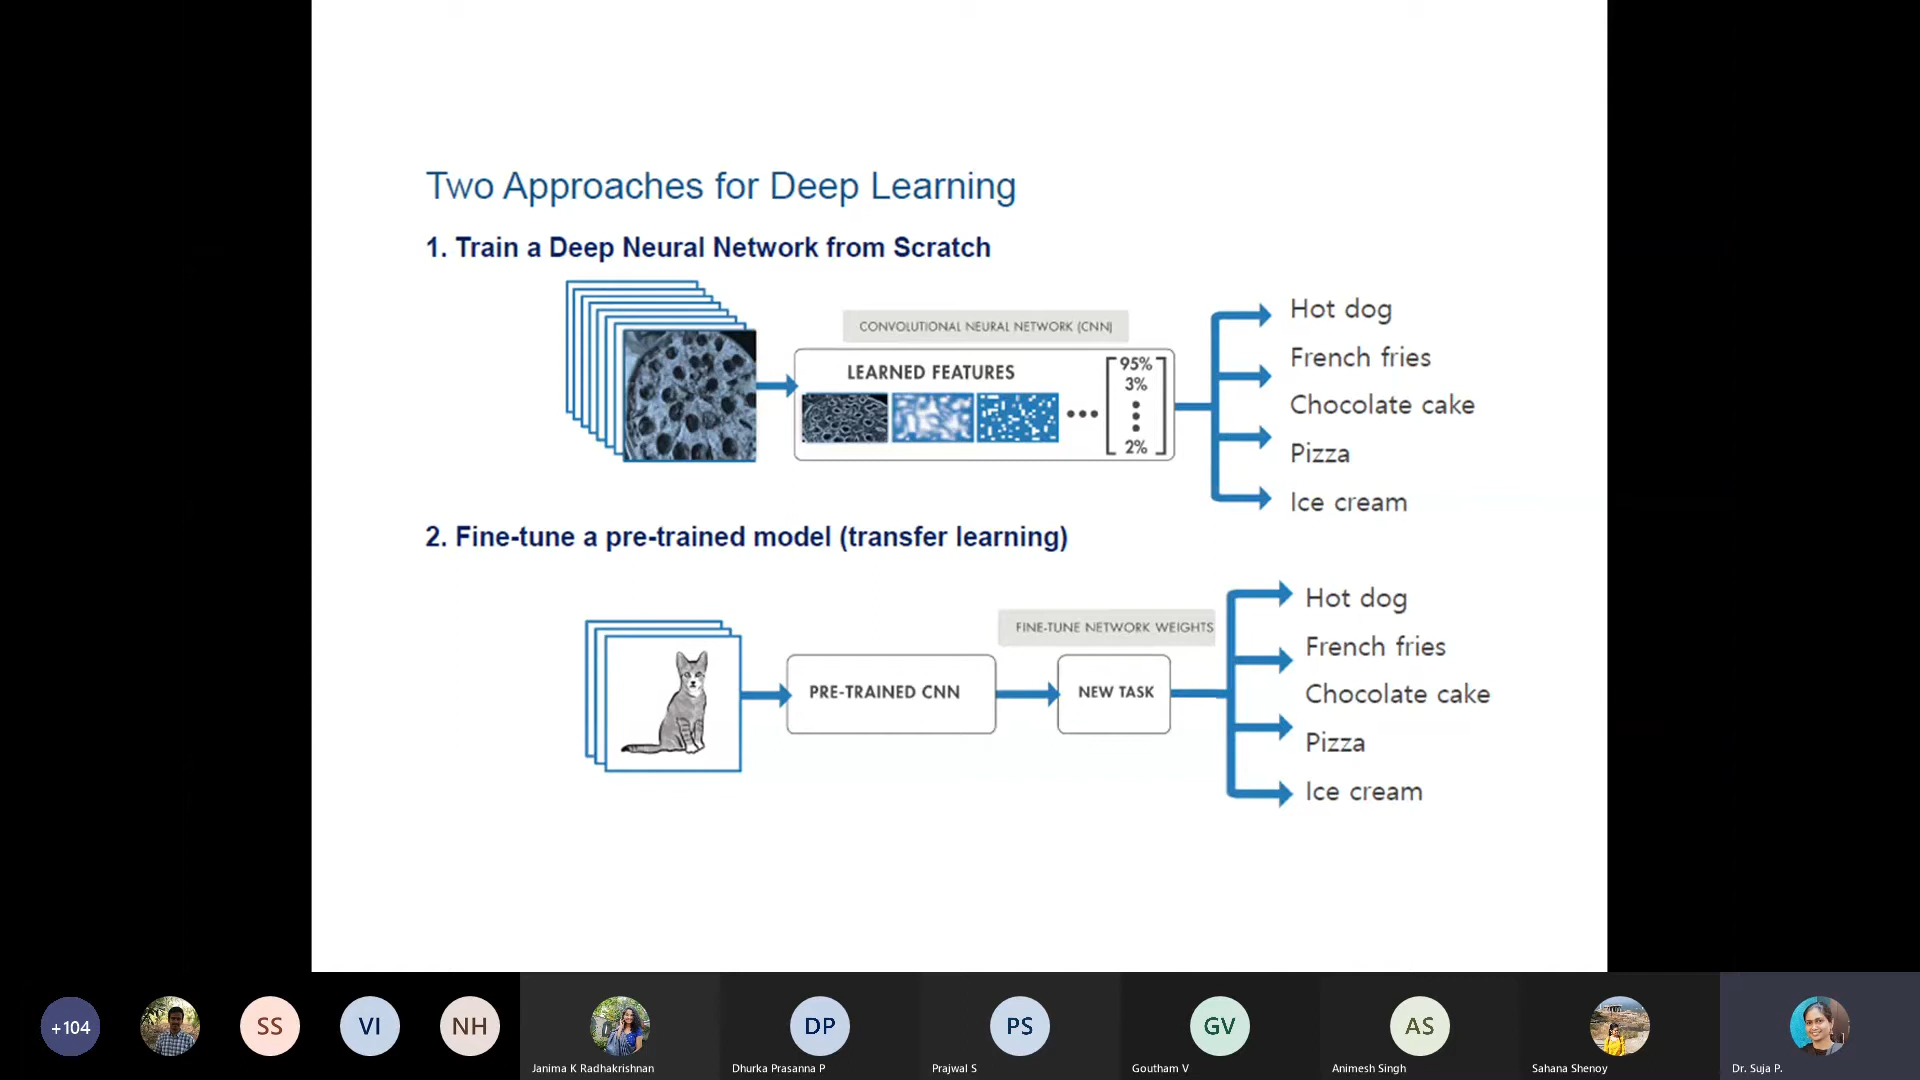 Two Approaches for Deep Learning
1. Train a Deep Neural Network from Scratch
CONVOLUTIONAL NEURAL NETWORK (CNN)
LEARNED FEATURES
95%
3%
2%
Hot dog
French fries
Chocolate cake
Pizza
Ice cream
2. Fine-tune a pre-trained model (transfer learning)
FINE-TUNE NETWORK WEIGHTS
PRE-TRAINED CNN
NEW TASK
Hot dog
French fries
Chocolate cake
Pizza
Ice cream
+104
SS
VI
NH
DP
PS
GV
AS
Janima K Radhakrishnan
Dhurka Prasanna P
Prajwal S
Goutham V
Animesh Singh
Sahana Shenoy
Dr. Suja P.